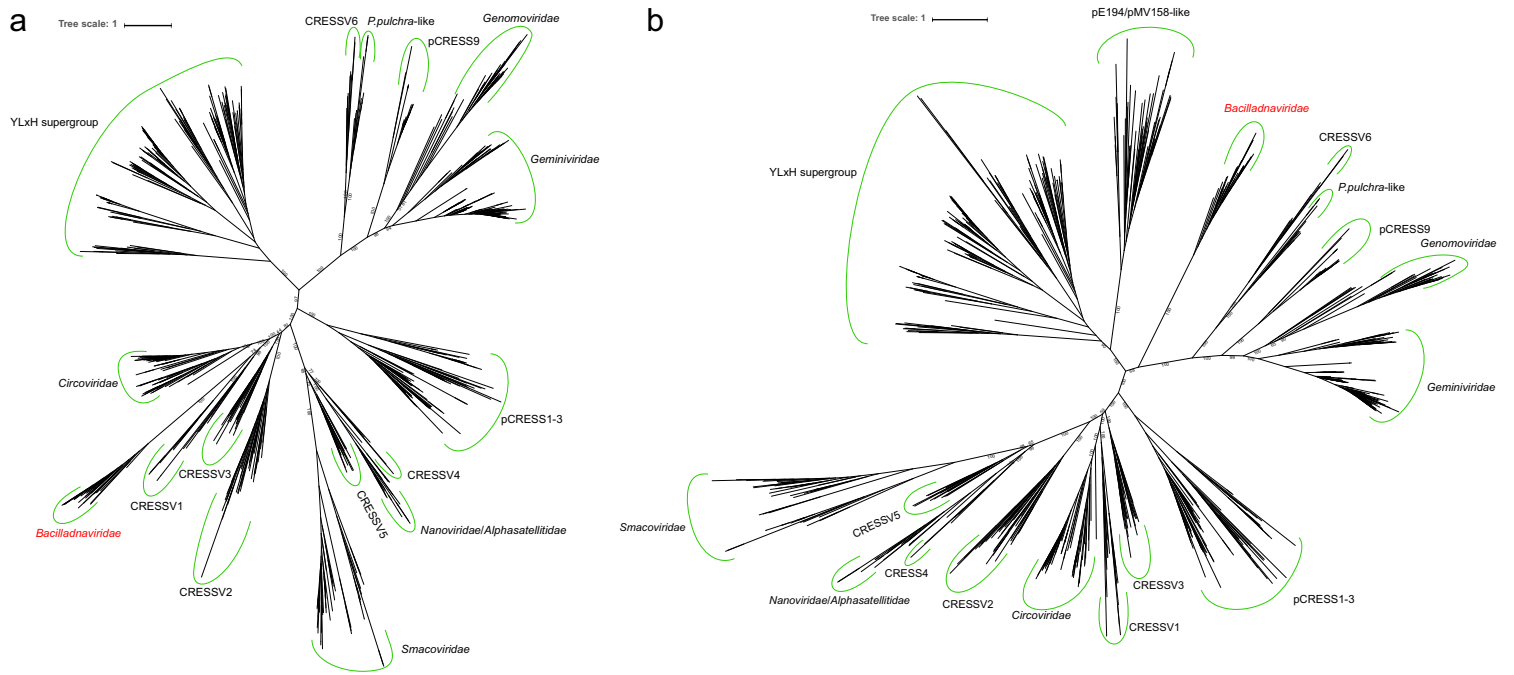 a
Tree scale: 1
CRESSV6
P.pulchra-like
Genomoviridae
pCRESS9
YLxH supergroup
Geminiviridae
Circoviridae
pCRESS1-3
CRESSV3
CRESSV4
CRESSV1
CRESSV5
Bacilladnaviridae
Nanoviridae/Alphasatellitidae
CRESSV2
Smacoviridae
b
Tree scale: 1
pE194/pMV158-like
Bacilladnaviridae
CRESSV6
YLxH supergroup
P.pulchra-like
pCRESS9
Genomoviridae
Geminiviridae
Smacoviridae
CRESSV5
CRESS4
Nanoviridae/Alphasatellitidae
CRESSV2
Circoviridae
CRESSV1
CRESSV3
pCRESS1-3